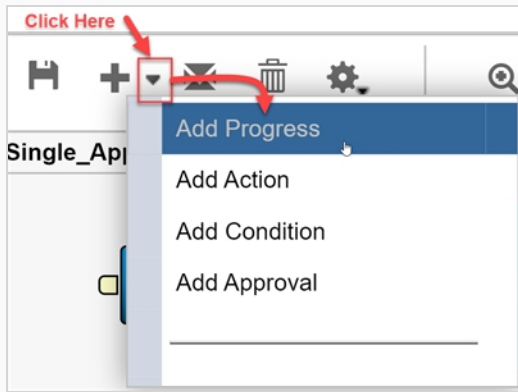 Click Here
Single_App
Add Progress
Add Action
Add Condition
Add Approval